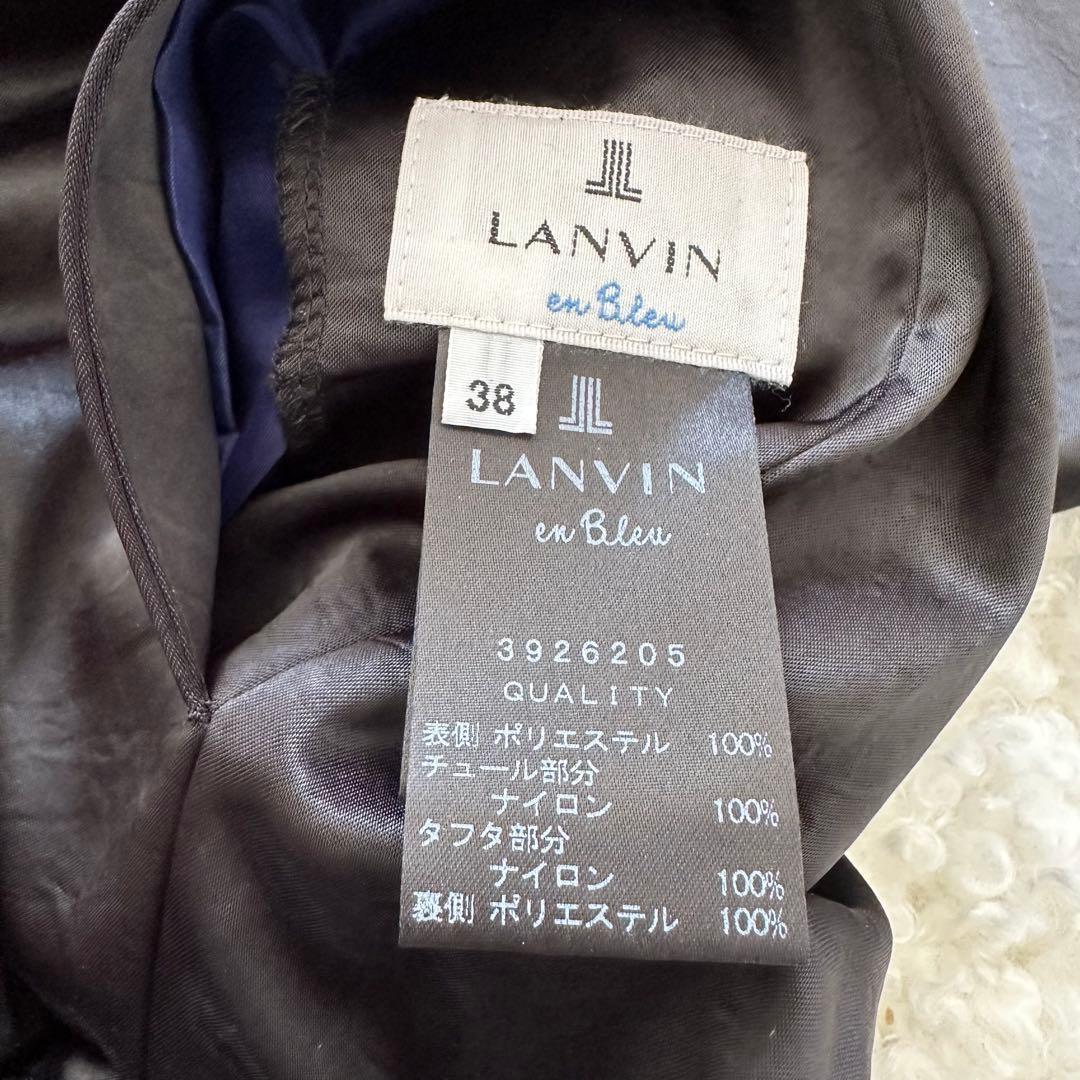 LANVIN
en Bleu
38
LANVIN
en Bleu
3926205
QUALITY
表側 ポリエステル 100%
チュール部分
ナイロン 100%
タフタ部分
ナイロン 100%
裏側 ポリエステル 100%